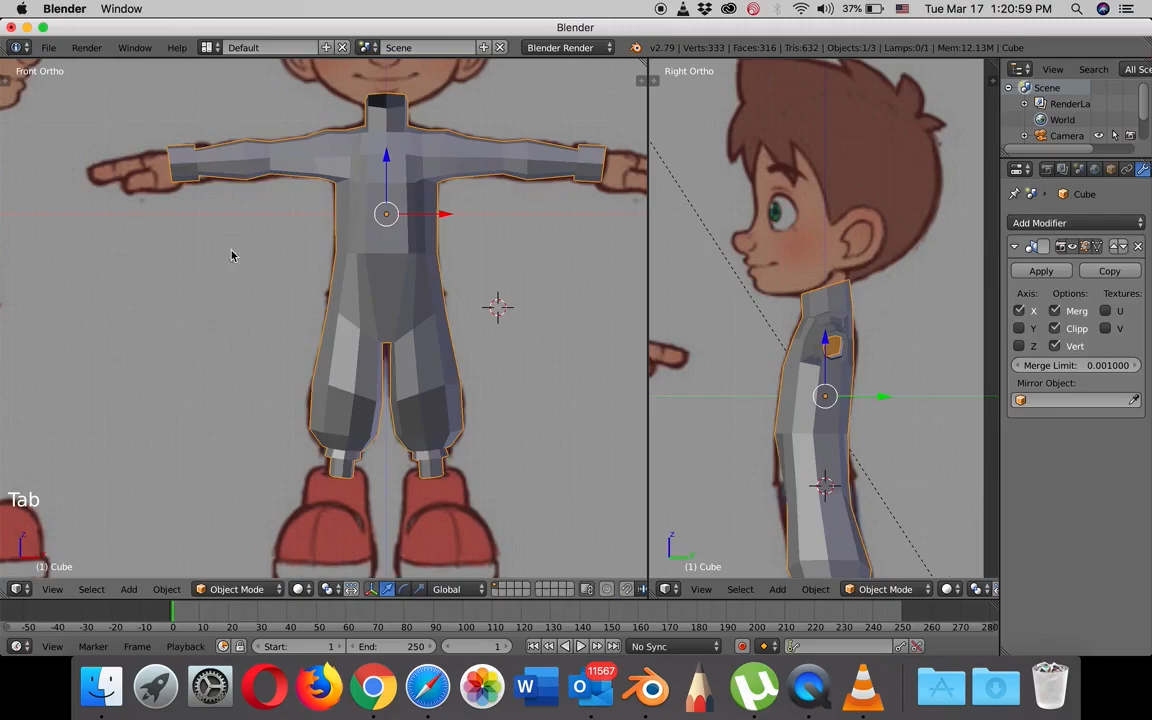 Blender Window 37% Tue Mar 17 1:20:59 PM
Blender
File Render Window Help Default Scene Blender Render v2.79 | Verts:333 | Faces:316 | Tris:632 | Objects:1/3 | Lamps:0/1 | Mem:12.13M | Cube
Front Ortho
Right Ortho
View Search All Sce
Scene
RenderLa
World
Camera
Cube
Add Modifier
Apply Copy
Axis: Options: Textures:
X Merg U
Y Clipp V
Z Vert
Merge Limit: 0.001000
Mirror Object:
Tab
z
(1) Cube
z
(1) Cube
View Select Add Object Object Mode Global
View Select Add Object Object Mode
-50 -40 -30 -20 -10 0 10 20 30 40 50 60 70 80 90 100 110 120 130 140 150 160 170 180 190 200 210 220 230 240 250 260 270 280
View Marker Frame Playback Start: 1 End: 250 1 No Sync
11567
W